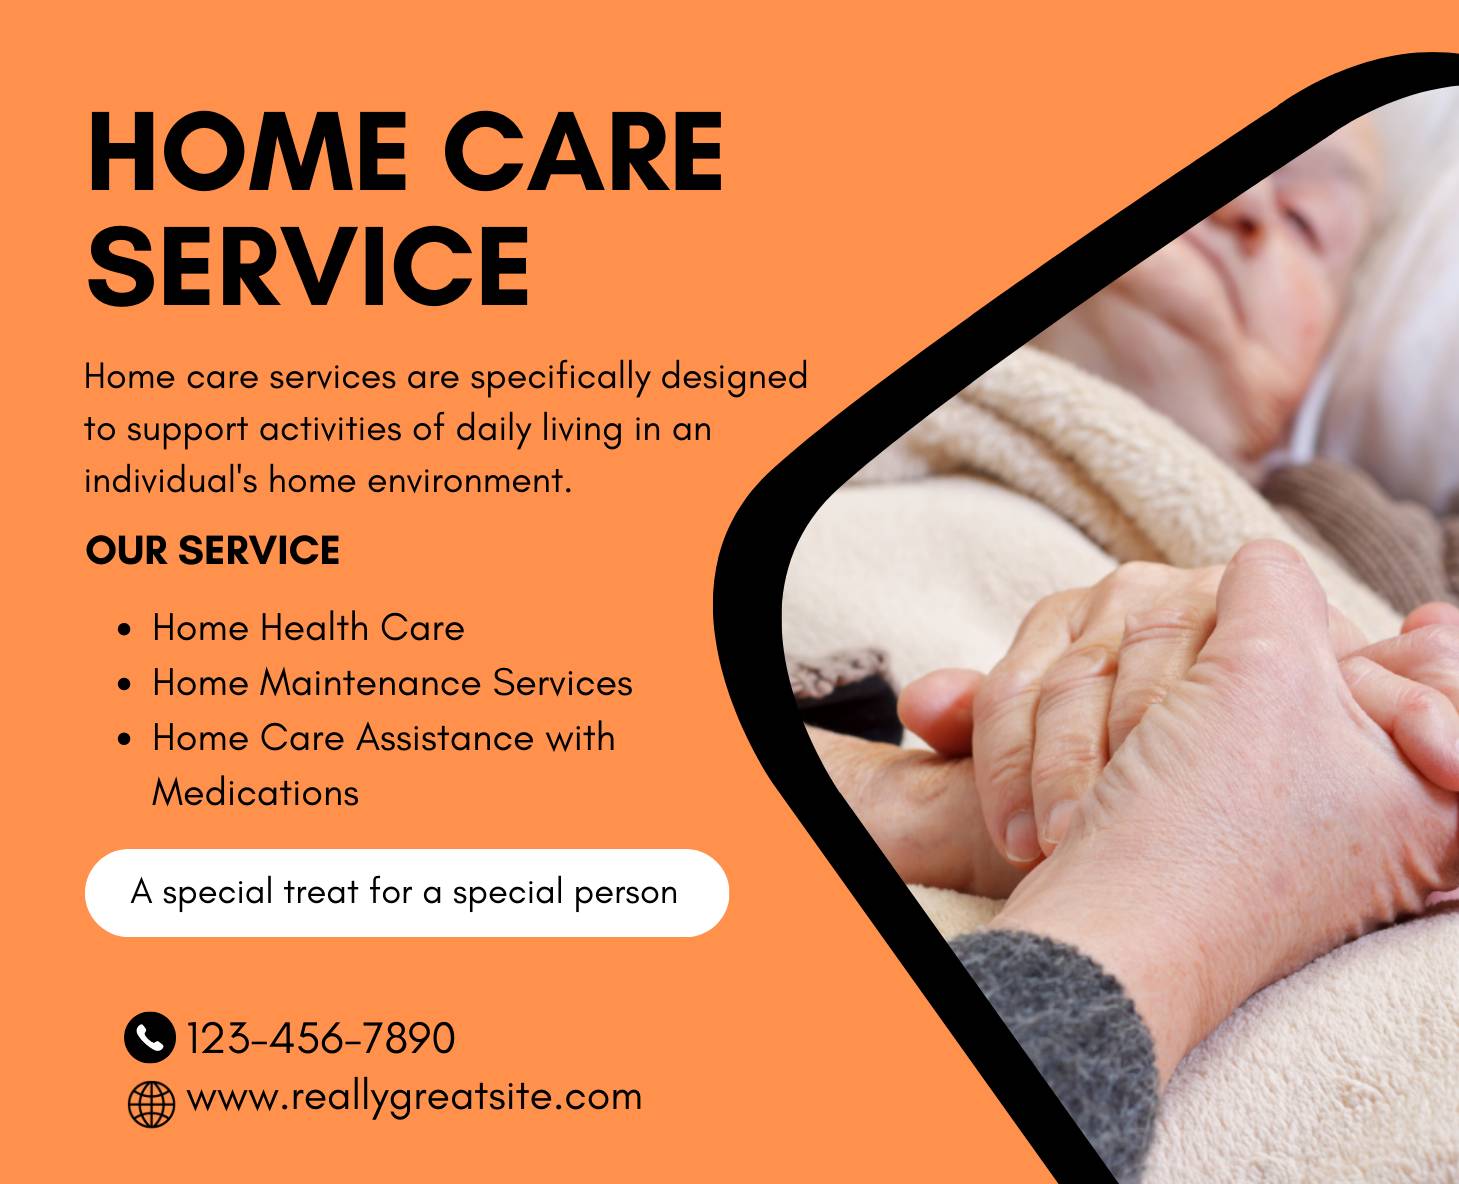 HOME CARE
SERVICE
Home care services are specifically designed
to support activities of daily living in an
individual's home environment.
OUR SERVICE
• Home Health Care
• Home Maintenance Services
• Home Care Assistance with
Medications
A special treat for a special person
123-456-7890
www.reallygreatsite.com